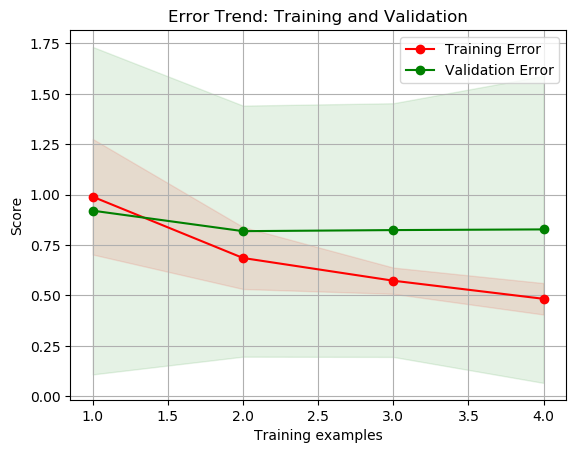 Error Trend: Training and Validation
Training Error
Validation Error
Score
1.75
1.50
1.25
1.00
0.75
0.50
0.25
0.00
1.0 1.5 2.0 2.5 3.0 3.5 4.0
Training examples